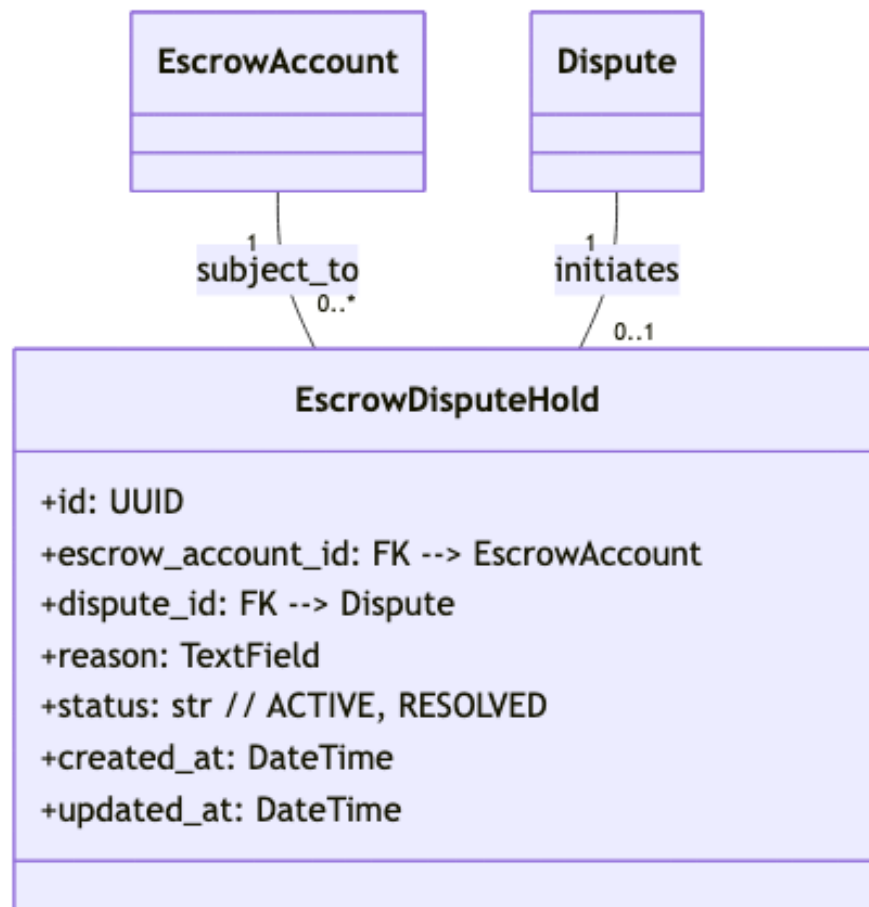 EscrowAccount
Dispute
1
subject_to
0..*
1
initiates
0..1
EscrowDisputeHold
+id: UUID
+escrow_account_id: FK --> EscrowAccount
+dispute_id: FK --> Dispute
+reason: TextField
+status: str // ACTIVE, RESOLVED
+created_at: DateTime
+updated_at: DateTime